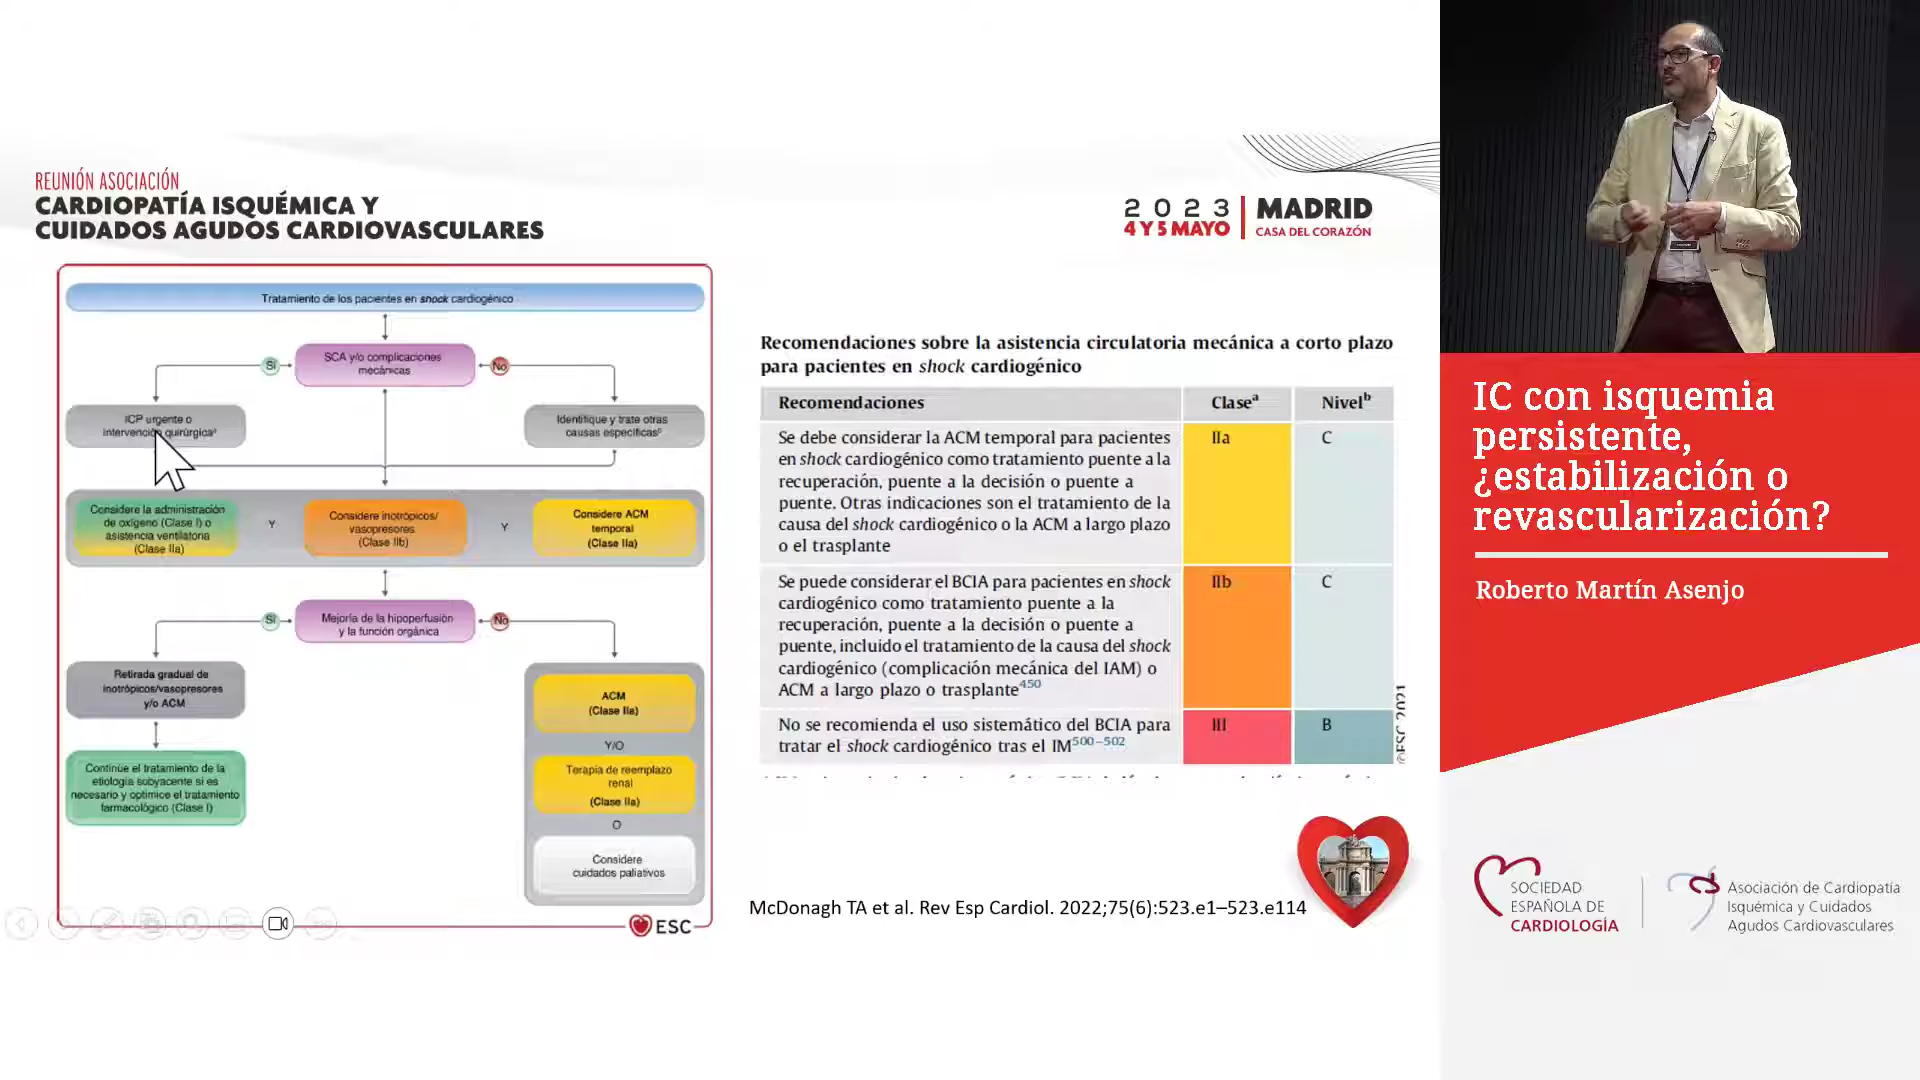 REUNIÓN ASOCIACIÓN
CARDIOPATÍA ISQUÉMICA Y
CUIDADOS AGUDOS CARDIOVASCULARES
2023
4 Y 5 MAYO
MADRID
CASA DEL CORAZÓN
Tratamiento de los pacientes en shock cardiogénico
SCA y/o complicaciones
mecánicas
Sí
No
ICP urgente o
intervención quirúrgicaª
Identifique y trate otras
causas específicasᵇ
Considere la administración
de oxígeno (Clase I) o
asistencia ventilatoria
(Clase IIa)
Y
Considere inotrópicos/
vasopresores
(Clase IIb)
Y
Considere ACM
temporal
(Clase IIa)
Mejoría de la hipoperfusión
y la función orgánica
Sí
No
Retirada gradual de
inotrópicos/vasopresores
y/o ACM
Continúe el tratamiento de la
etiología subyacente si es
necesario y optimice el tratamiento
farmacológico (Clase I)
ACM
(Clase IIa)
Y/O
Terapia de reemplazo
renal
(Clase IIa)
O
Considere
cuidados paliativos
ESC
Recomendaciones sobre la asistencia circulatoria mecánica a corto plazo
para pacientes en shock cardiogénico
Recomendaciones Claseª Nivelᵇ
Se debe considerar la ACM temporal para pacientes IIa C
en shock cardiogénico como tratamiento puente a la
recuperación, puente a la decisión o puente a
puente. Otras indicaciones son el tratamiento de la
causa del shock cardiogénico o la ACM a largo plazo
o el trasplante
Se puede considerar el BCIA para pacientes en shock IIb C
cardiogénico como tratamiento puente a la
recuperación, puente a la decisión o puente a
puente, incluido el tratamiento de la causa del shock
cardiogénico (complicación mecánica del IAM) o
ACM a largo plazo o trasplante⁴⁵⁰
No se recomienda el uso sistemático del BCIA para III B
tratar el shock cardiogénico tras el IM⁵⁰⁰⁻⁵⁰²
©ESC 2021
McDonagh TA et al. Rev Esp Cardiol. 2022;75(6):523.e1–523.e114
IC con isquemia
persistente,
¿estabilización o
revascularización?
Roberto Martín Asenjo
SOCIEDAD
ESPAÑOLA DE
CARDIOLOGÍA
Asociación de Cardiopatía
Isquémica y Cuidados
Agudos Cardiovasculares